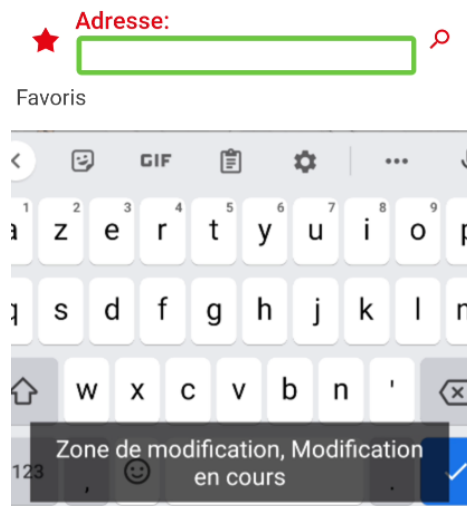 Adresse:
Favoris
GIF
1 2 3 4 5 6 7 8 9
a z e r t y u i o p
q s d f g h j k l m
w x c v b n '
123 , .
Zone de modification, Modification
en cours